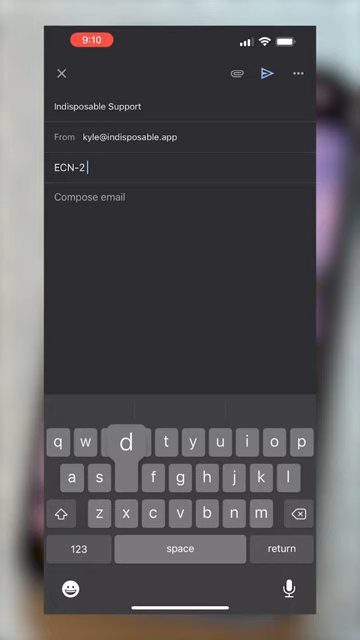 9:10
Indisposable Support
From kyle@indisposable.app
ECN-2
Compose email
q w d t y u i o p
a s f g h j k l
z x c v b n m
123 space return